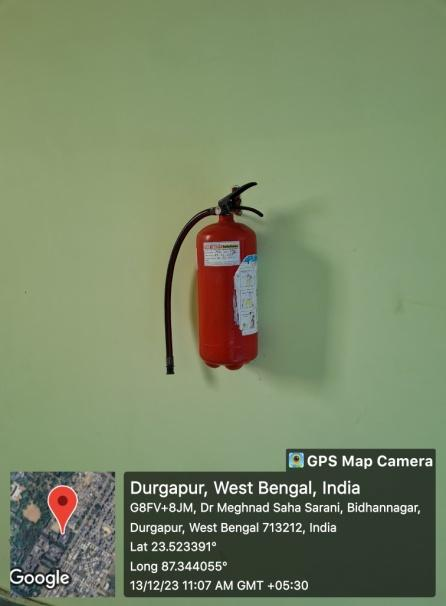 GPS Map Camera
Durgapur, West Bengal, India
G8FV+8JM, Dr Meghnad Saha Sarani, Bidhannagar,
Durgapur, West Bengal 713212, India
Lat 23.523391°
Long 87.344055°
13/12/23 11:07 AM GMT +05:30
Google